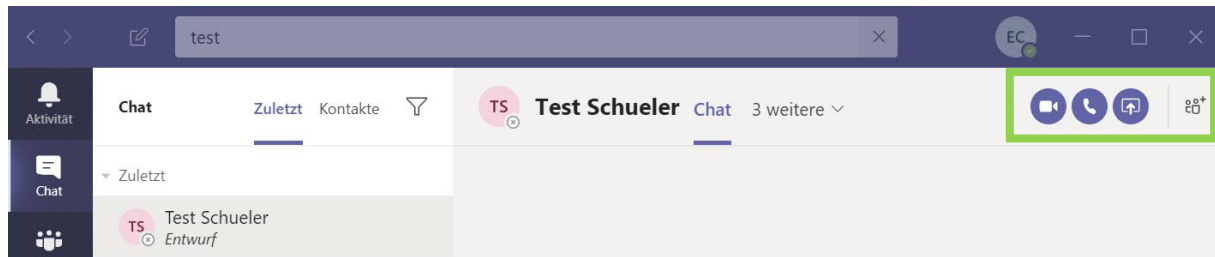 test
EC
Aktivität
Chat
Chat Zuletzt Kontakte
TS Test Schueler Chat 3 weitere
Zuletzt
TS Test Schueler
Entwurf